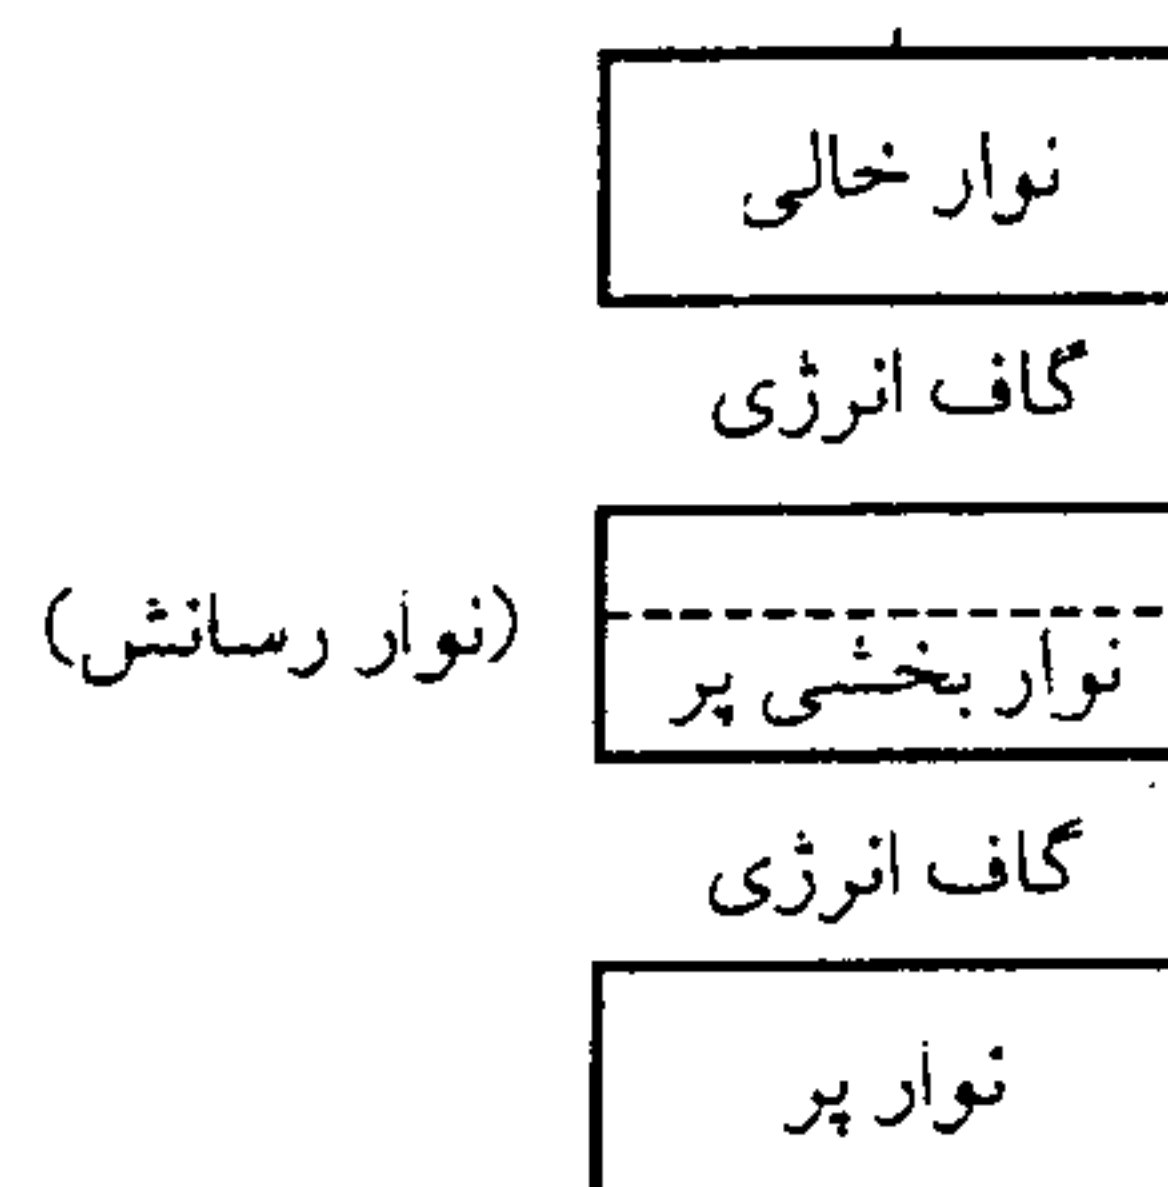 نوار خالی
گاف انرژی
(نوار رسانش)
نوار بخشی پر
گاف انرژی
نوار پر